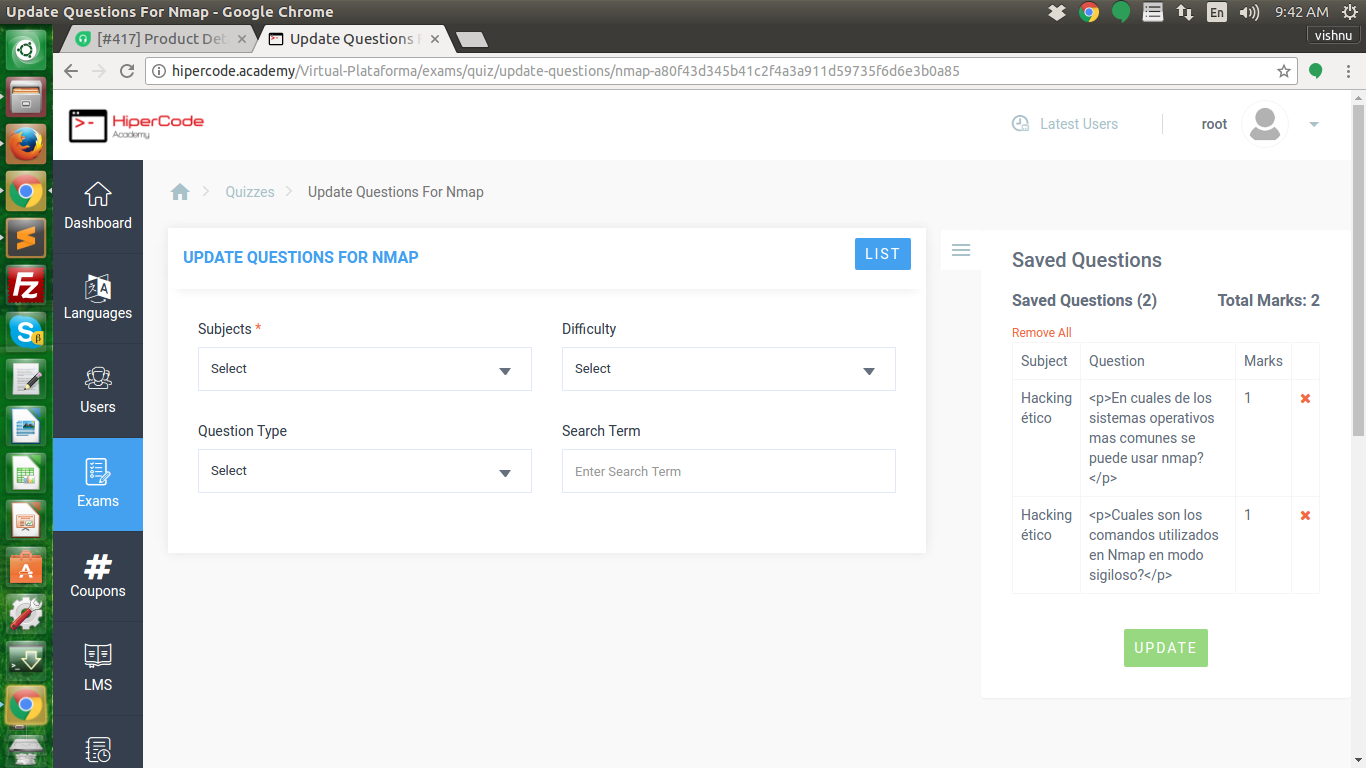 Update Questions For Nmap - Google Chrome
En
9:42 AM
[#417] Product Det
Update Questions F
vishnu
hipercode.academy/Virtual-Plataforma/exams/quiz/update-questions/nmap-a80f43d345b41c2f4a3a911d59735f6d6e3b0a85
HiperCode
Academy
Latest Users
root
Dashboard
Languages
Users
Exams
Coupons
LMS
Quizzes
Update Questions For Nmap
UPDATE QUESTIONS FOR NMAP
LIST
Subjects *
Difficulty
Select
Select
Question Type
Search Term
Select
Enter Search Term
Saved Questions
Saved Questions (2)
Total Marks: 2
Remove All
Subject
Question
Marks
Hacking
ético
<p>En cuales de los
sistemas operativos
mas comunes se
puede usar nmap?
</p>
1
Hacking
ético
<p>Cuales son los
comandos utilizados
en Nmap en modo
sigiloso?</p>
1
UPDATE